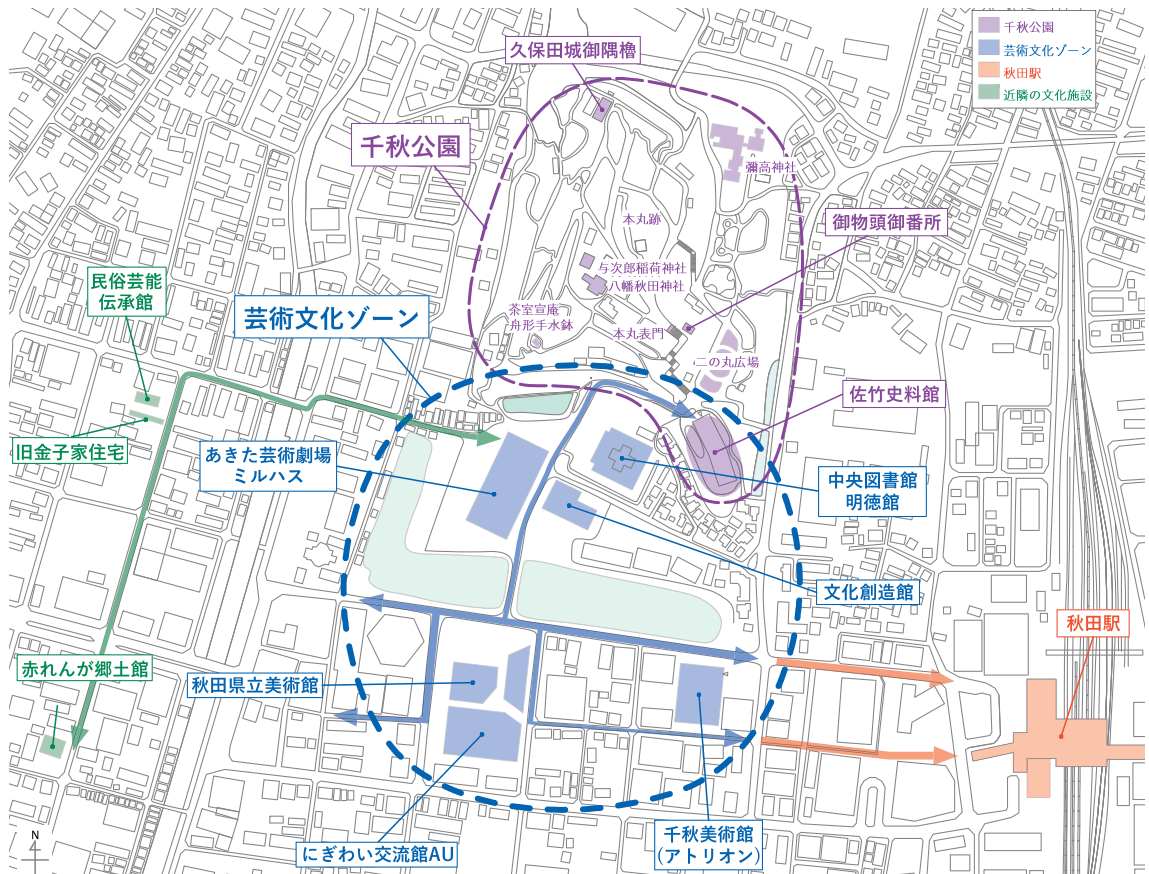 千秋公園
芸術文化ゾーン
秋田駅
近隣の文化施設
久保田城御隅櫓
千秋公園
彌高神社
本丸跡
御物頭御番所
与次郎稲荷神社
八幡秋田神社
民俗芸能
伝承館
芸術文化ゾーン
茶室宣庵
舟形手水鉢
本丸表門
二の丸広場
佐竹史料館
旧金子家住宅
あきた芸術劇場
ミルハス
中央図書館
明徳館
文化創造館
秋田駅
赤れんが郷土館
秋田県立美術館
にぎわい交流館AU
千秋美術館
(アトリオン)
N